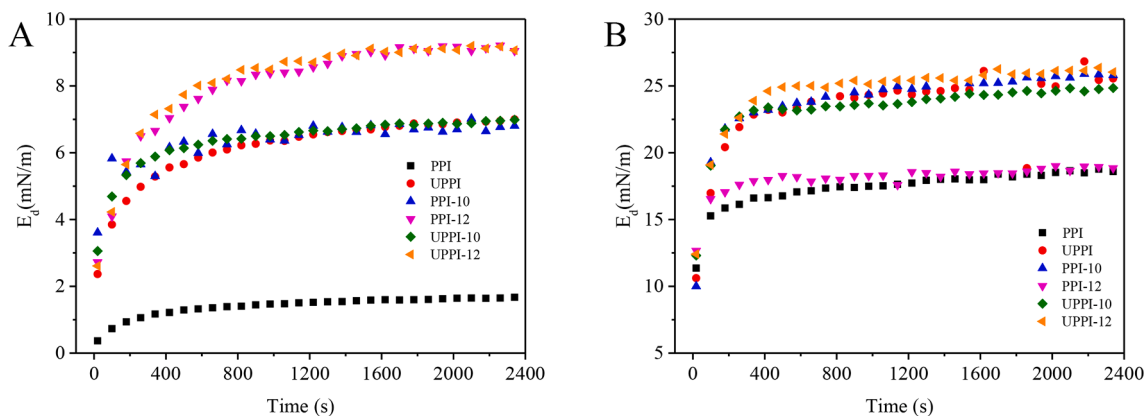 A
E_d(mN/m)
10
8
6
4
2
0
PPI
UPPI
PPI-10
PPI-12
UPPI-10
UPPI-12
0 400 800 1200 1600 2000 2400
Time (s)
B
E_d(mN/m)
30
25
20
15
10
5
PPI
UPPI
PPI-10
PPI-12
UPPI-10
UPPI-12
0 400 800 1200 1600 2000 2400
Time (s)